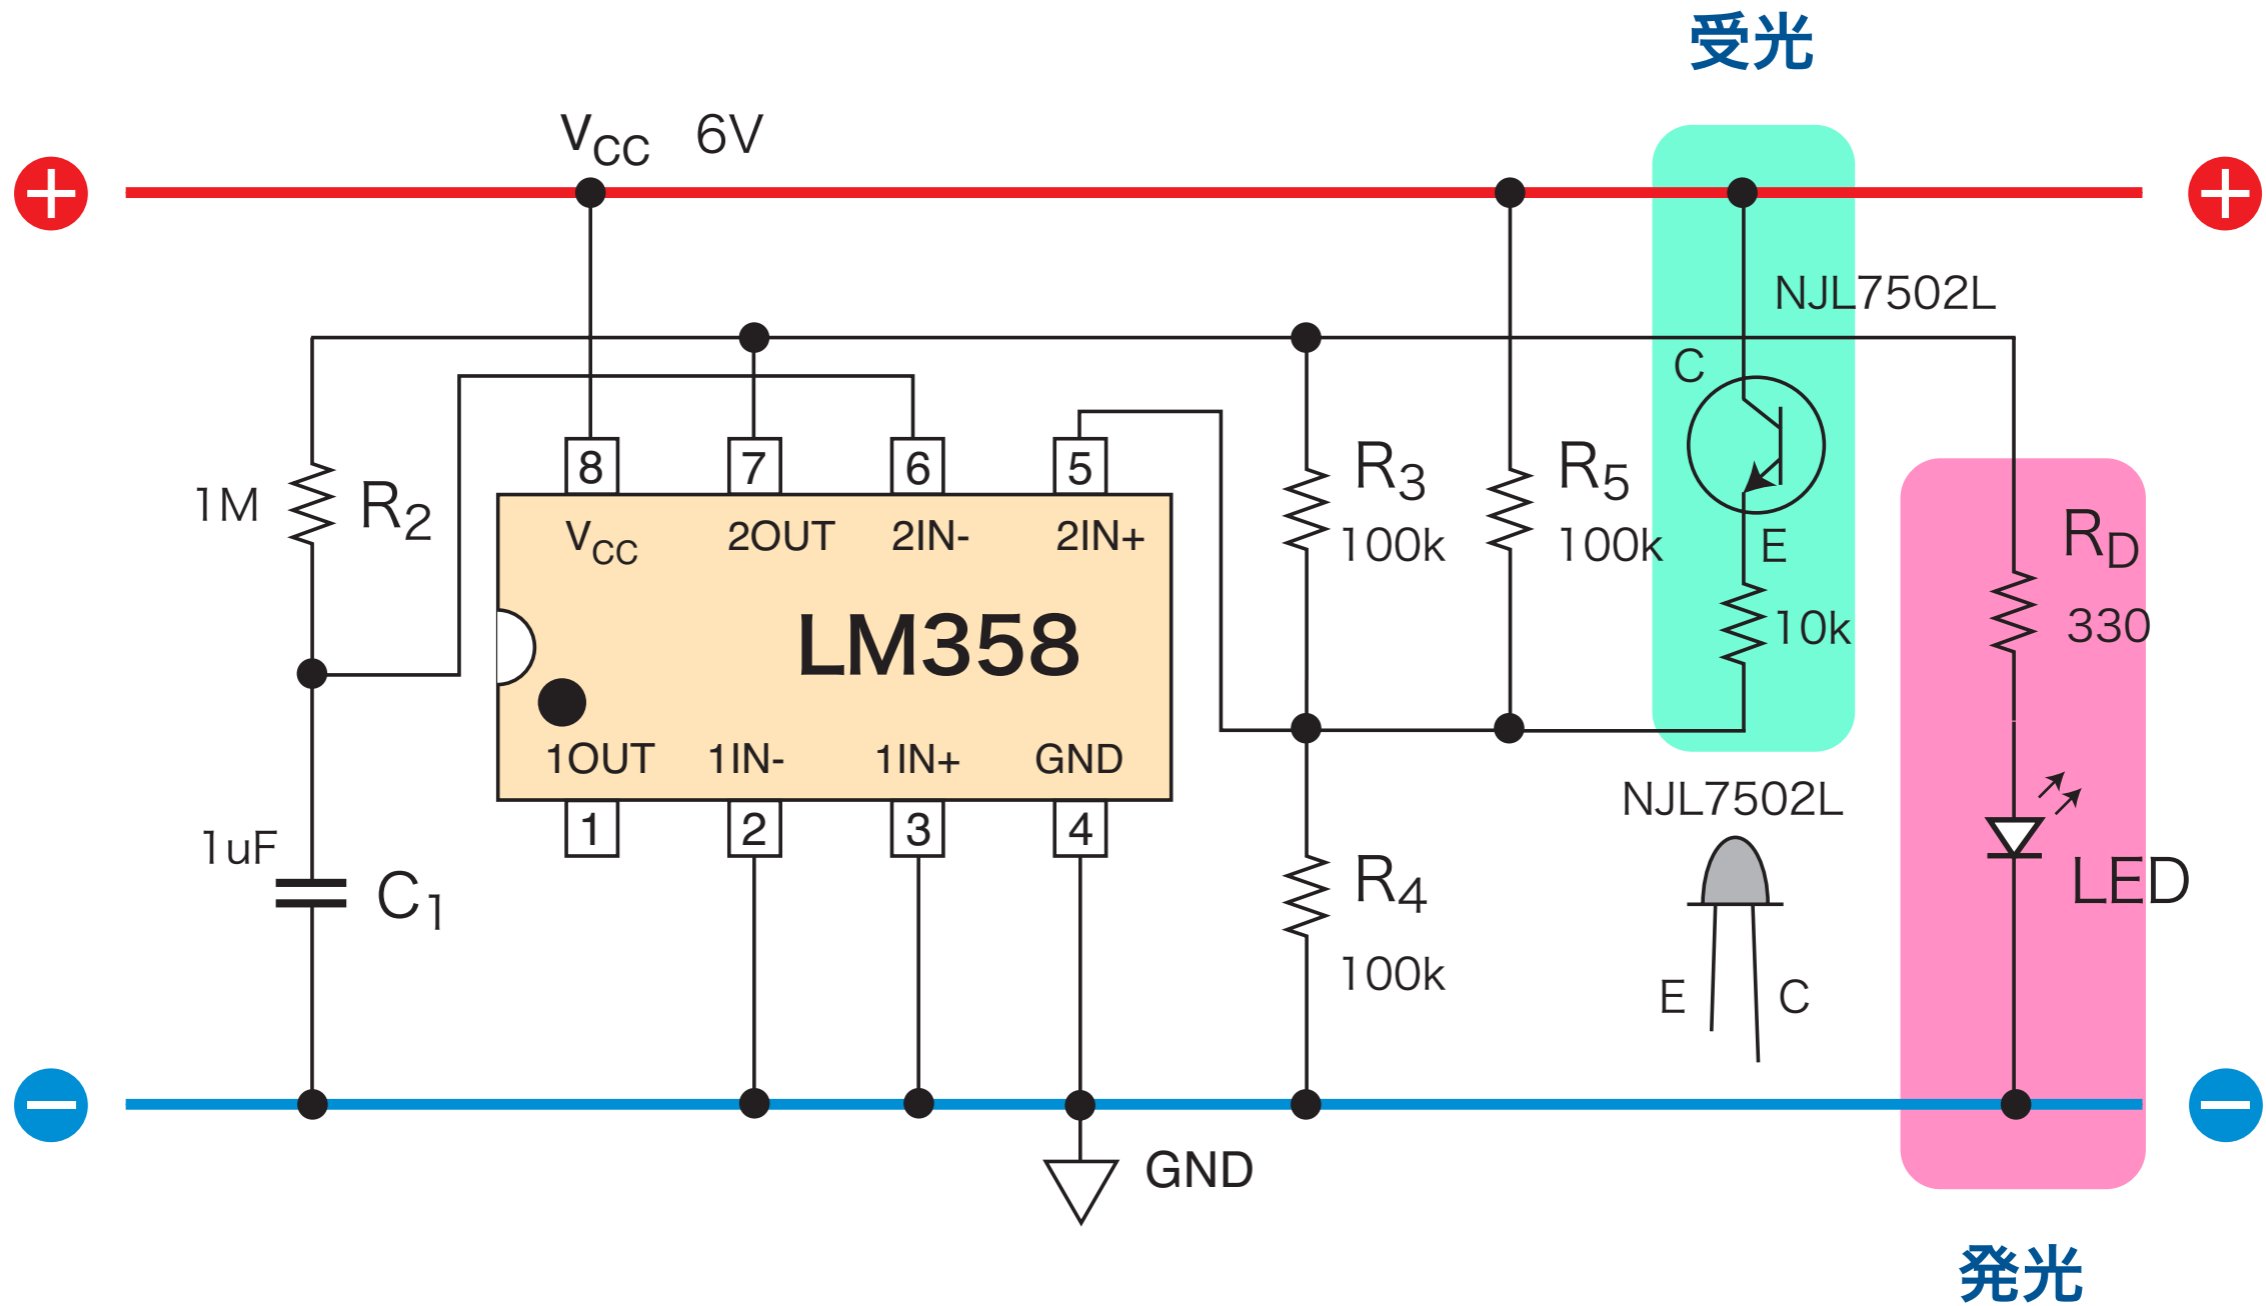 受光
VCC 6V
NJL7502L
C
8 7 6 5
1M R2
R3 100k
R5 100k
E
VCC 2OUT 2IN- 2IN+
RD
330
10k
LM358
1OUT 1IN- 1IN+ GND
1 2 3 4
NJL7502L
1uF
C1
R4
100k
LED
E C
GND
発光